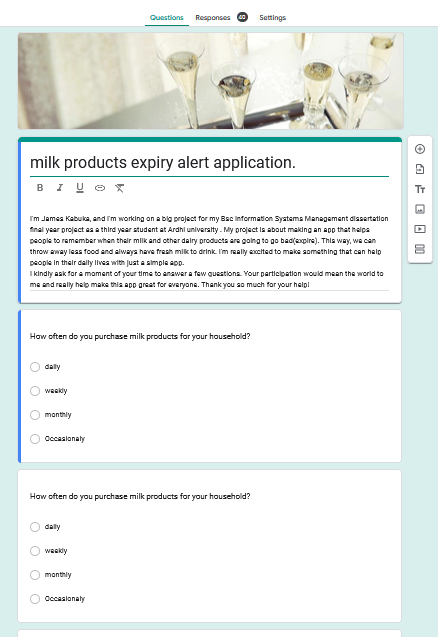 Questions Responses 40 Settings
milk products expiry alert application.
B I U
I'm James Kabuka, and I'm working on a big project for my Bsc Information Systems Management dissertation
final year project as a third year student at Ardhi university . My project is about making an app that helps
people to remember when their milk and other dairy products are going to go bad(expire). This way, we can
throw away less food and always have fresh milk to drink. I'm really excited to make something that can help
people in their daily lives with just a simple app.
I kindly ask for a moment of your time to answer a few questions. Your participation would mean the world to
me and really help make this app great for everyone. Thank you so much for your help!
How often do you purchase milk products for your household?
daily
weekly
monthly
Occasionaly
How often do you purchase milk products for your household?
daily
weekly
monthly
Occasionaly